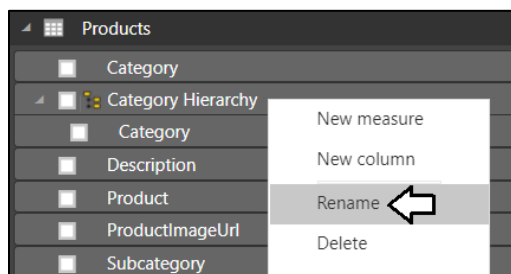 Products
Category
Category Hierarchy
Category
Description
Product
ProductImageUrl
Subcategory
New measure
New column
Rename
Delete